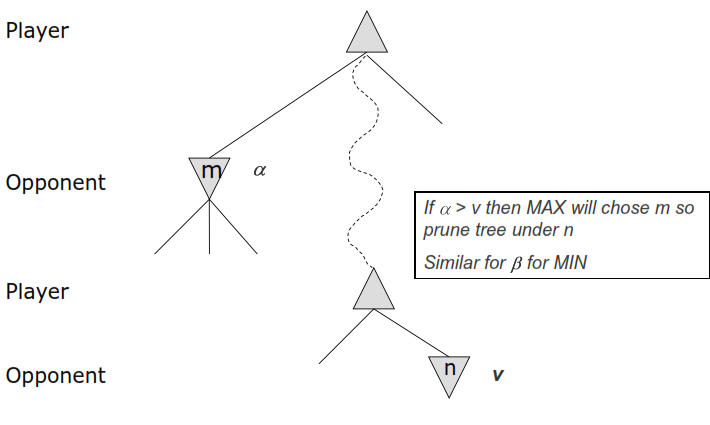 Player
m α
Opponent
If α > v then MAX will chose m so
prune tree under n
Similar for β for MIN
Player
Opponent
n v